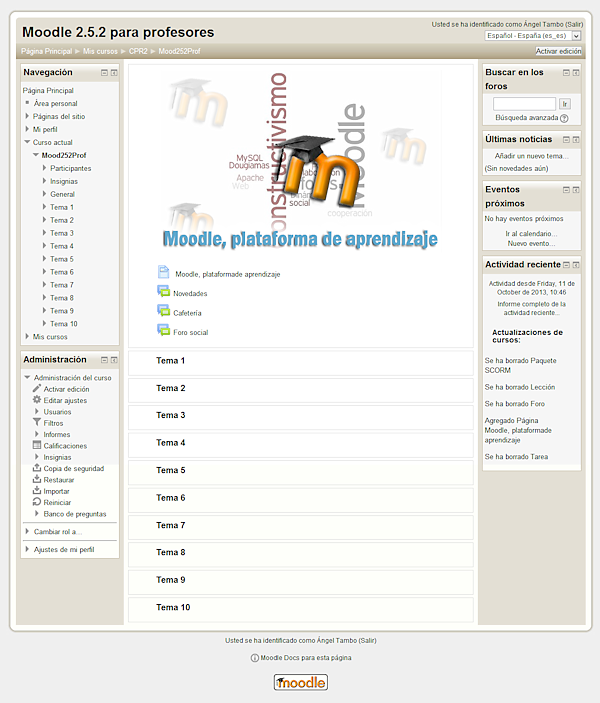 Usted se ha identificado como Ángel Tambo (Salir)
Moodle 2.5.2 para profesores
Español - España (es_es)
Página Principal ► Mis cursos ► CPR2 ► Mood252Prof
Activar edición
Navegación
Página Principal
Área personal
Páginas del sitio
Mi perfil
Curso actual
Mood252Prof
Participantes
Insignias
General
Tema 1
Tema 2
Tema 3
Tema 4
Tema 5
Tema 6
Tema 7
Tema 8
Tema 9
Tema 10
Mis cursos
Administración
Administración del curso
Activar edición
Editar ajustes
Usuarios
Filtros
Informes
Calificaciones
Insignias
Copia de seguridad
Restaurar
Importar
Reiniciar
Banco de preguntas
Cambiar rol a...
Ajustes de mi perfil
constructivismo
Moodle
MySQL
Dougiamas
Apache
Web
social
cooperación
Moodle, plataforma de aprendizaje
Moodle, plataformade aprendizaje
Novedades
Cafetería
Foro social
Tema 1
Tema 2
Tema 3
Tema 4
Tema 5
Tema 6
Tema 7
Tema 8
Tema 9
Tema 10
Buscar en los
foros
Ir
Búsqueda avanzada
Últimas noticias
Añadir un nuevo tema...
(Sin novedades aún)
Eventos
próximos
No hay eventos próximos
Ir al calendario...
Nuevo evento...
Actividad reciente
Actividad desde Friday, 11 de
October de 2013, 10:46
Informe completo de la
actividad reciente...
Actualizaciones de
cursos:
Se ha borrado Paquete
SCORM
Se ha borrado Lección
Se ha borrado Foro
Agregado Página
Moodle, plataformade
aprendizaje
Se ha borrado Tarea
Usted se ha identificado como Ángel Tambo (Salir)
Moodle Docs para esta página
moodle